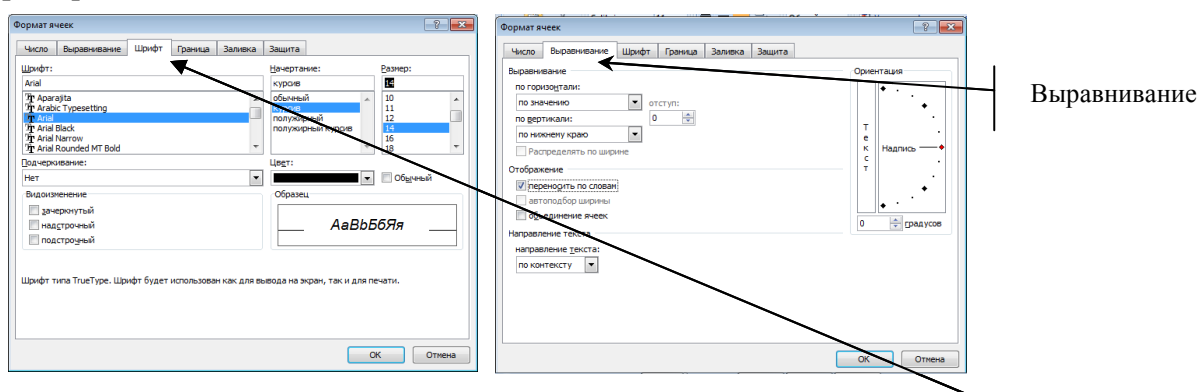 Формат ячеек
Число Выравнивание Шрифт Граница Заливка Защита
Шрифт: Начертание: Размер:
Arial курсив 14
Aparajita обычный 10
Arabic Typesetting курсив 11
Arial полужирный 12
Arial Black полужирный курсив 14
Arial Narrow 16
Arial Rounded MT Bold 18
Подчеркивание: Цвет:
Нет Обычный
Видоизменение Образец
зачеркнутый
надстрочный
подстрочный
АаВbБбЯя
Шрифт типа TrueType. Шрифт будет использован как для вывода на экран, так и для печати.
ОК Отмена
Формат ячеек
Число Выравнивание Шрифт Граница Заливка Защита
Выравнивание Ориентация
по горизонтали:
по значению отступ:
по вертикали: 0
по нижнему краю
Распределять по ширине
Отображение
переносить по словам
автоподбор ширины
объединение ячеек
Направление текста
направление текста:
по контексту
Текст
Надпись
0 градусов
ОК Отмена
Выравнивание